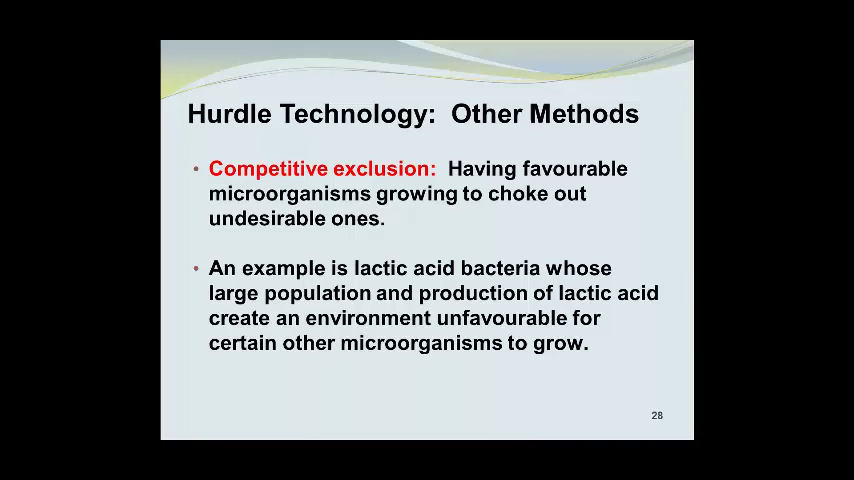 Hurdle Technology:  Other Methods
• Competitive exclusion:  Having favourable
microorganisms growing to choke out
undesirable ones.
• An example is lactic acid bacteria whose
large population and production of lactic acid
create an environment unfavourable for
certain other microorganisms to grow.
28